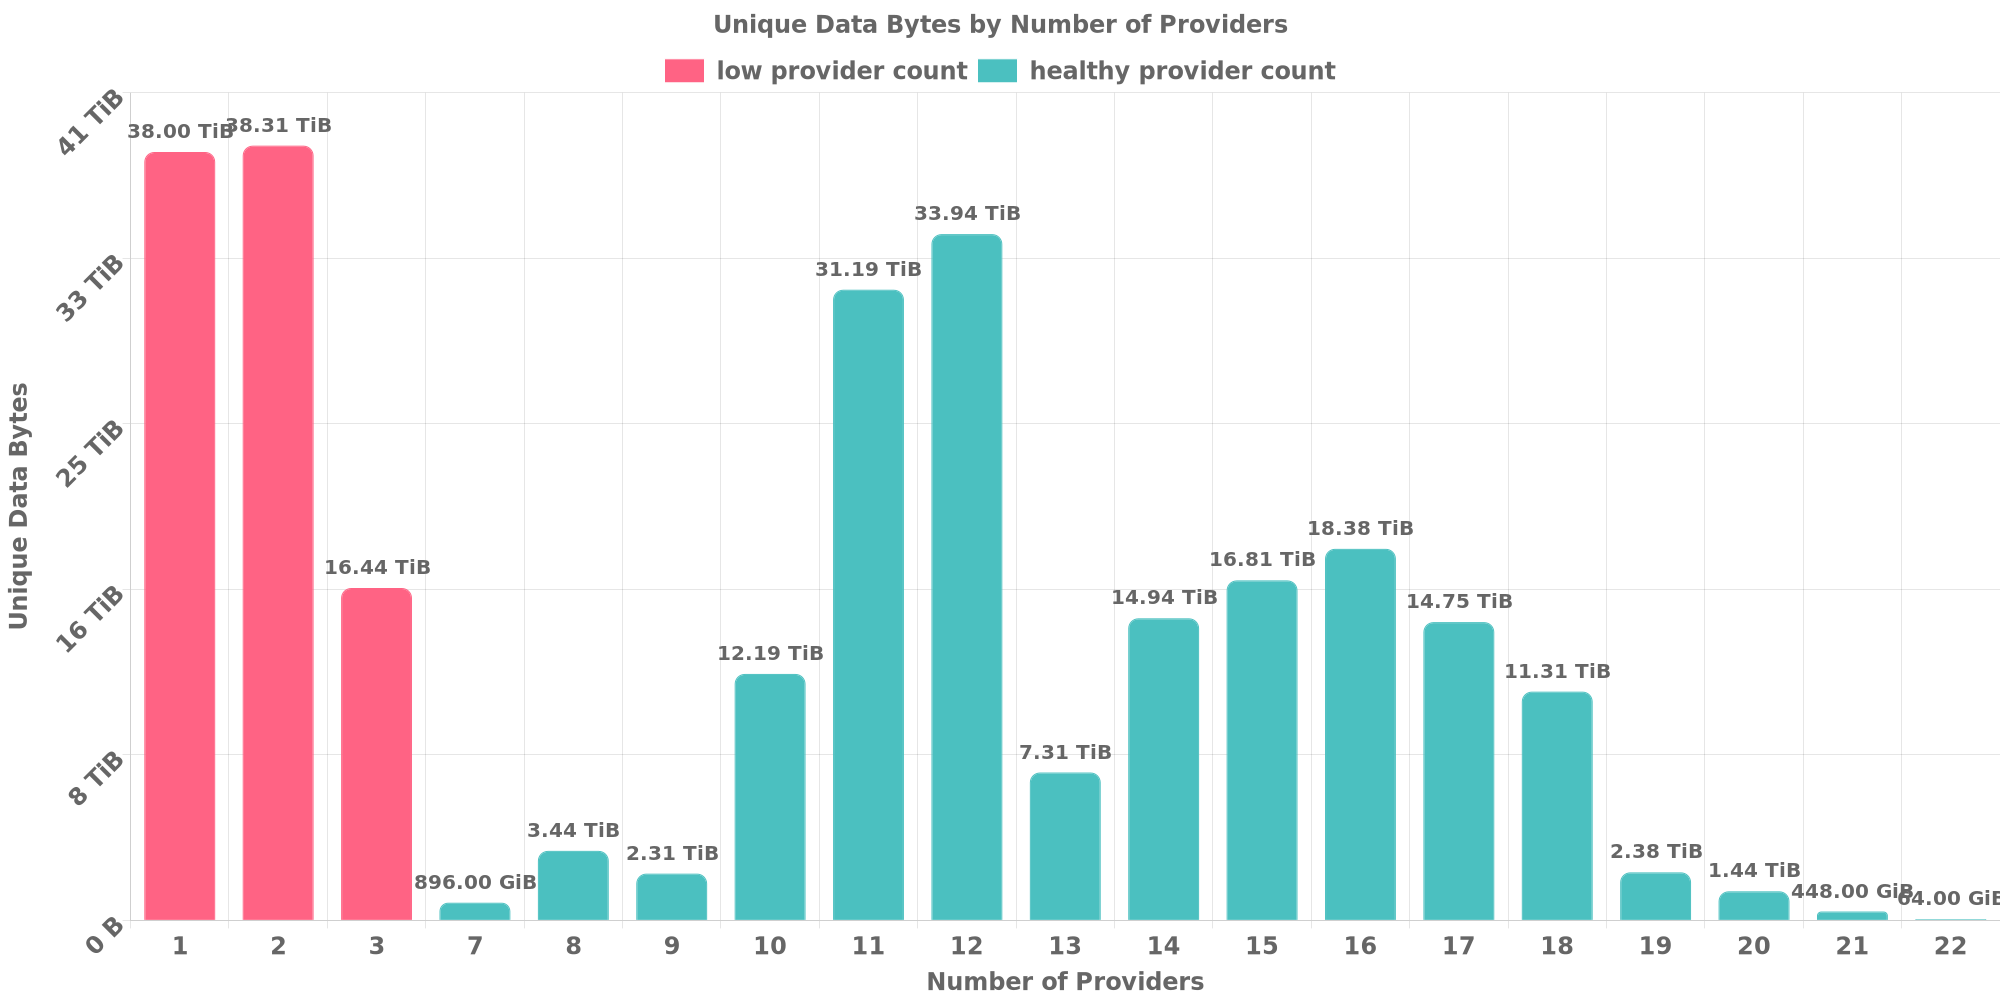 Unique Data Bytes by Number of Providers
low provider count healthy provider count
41 TiB
33 TiB
25 TiB
16 TiB
8 TiB
0 B
Unique Data Bytes
38.00 TiB
38.31 TiB
16.44 TiB
896.00 GiB
3.44 TiB
2.31 TiB
12.19 TiB
31.19 TiB
33.94 TiB
7.31 TiB
14.94 TiB
16.81 TiB
18.38 TiB
14.75 TiB
11.31 TiB
2.38 TiB
1.44 TiB
448.00 GiB
64.00 GiB
1 2 3 7 8 9 10 11 12 13 14 15 16 17 18 19 20 21 22
Number of Providers